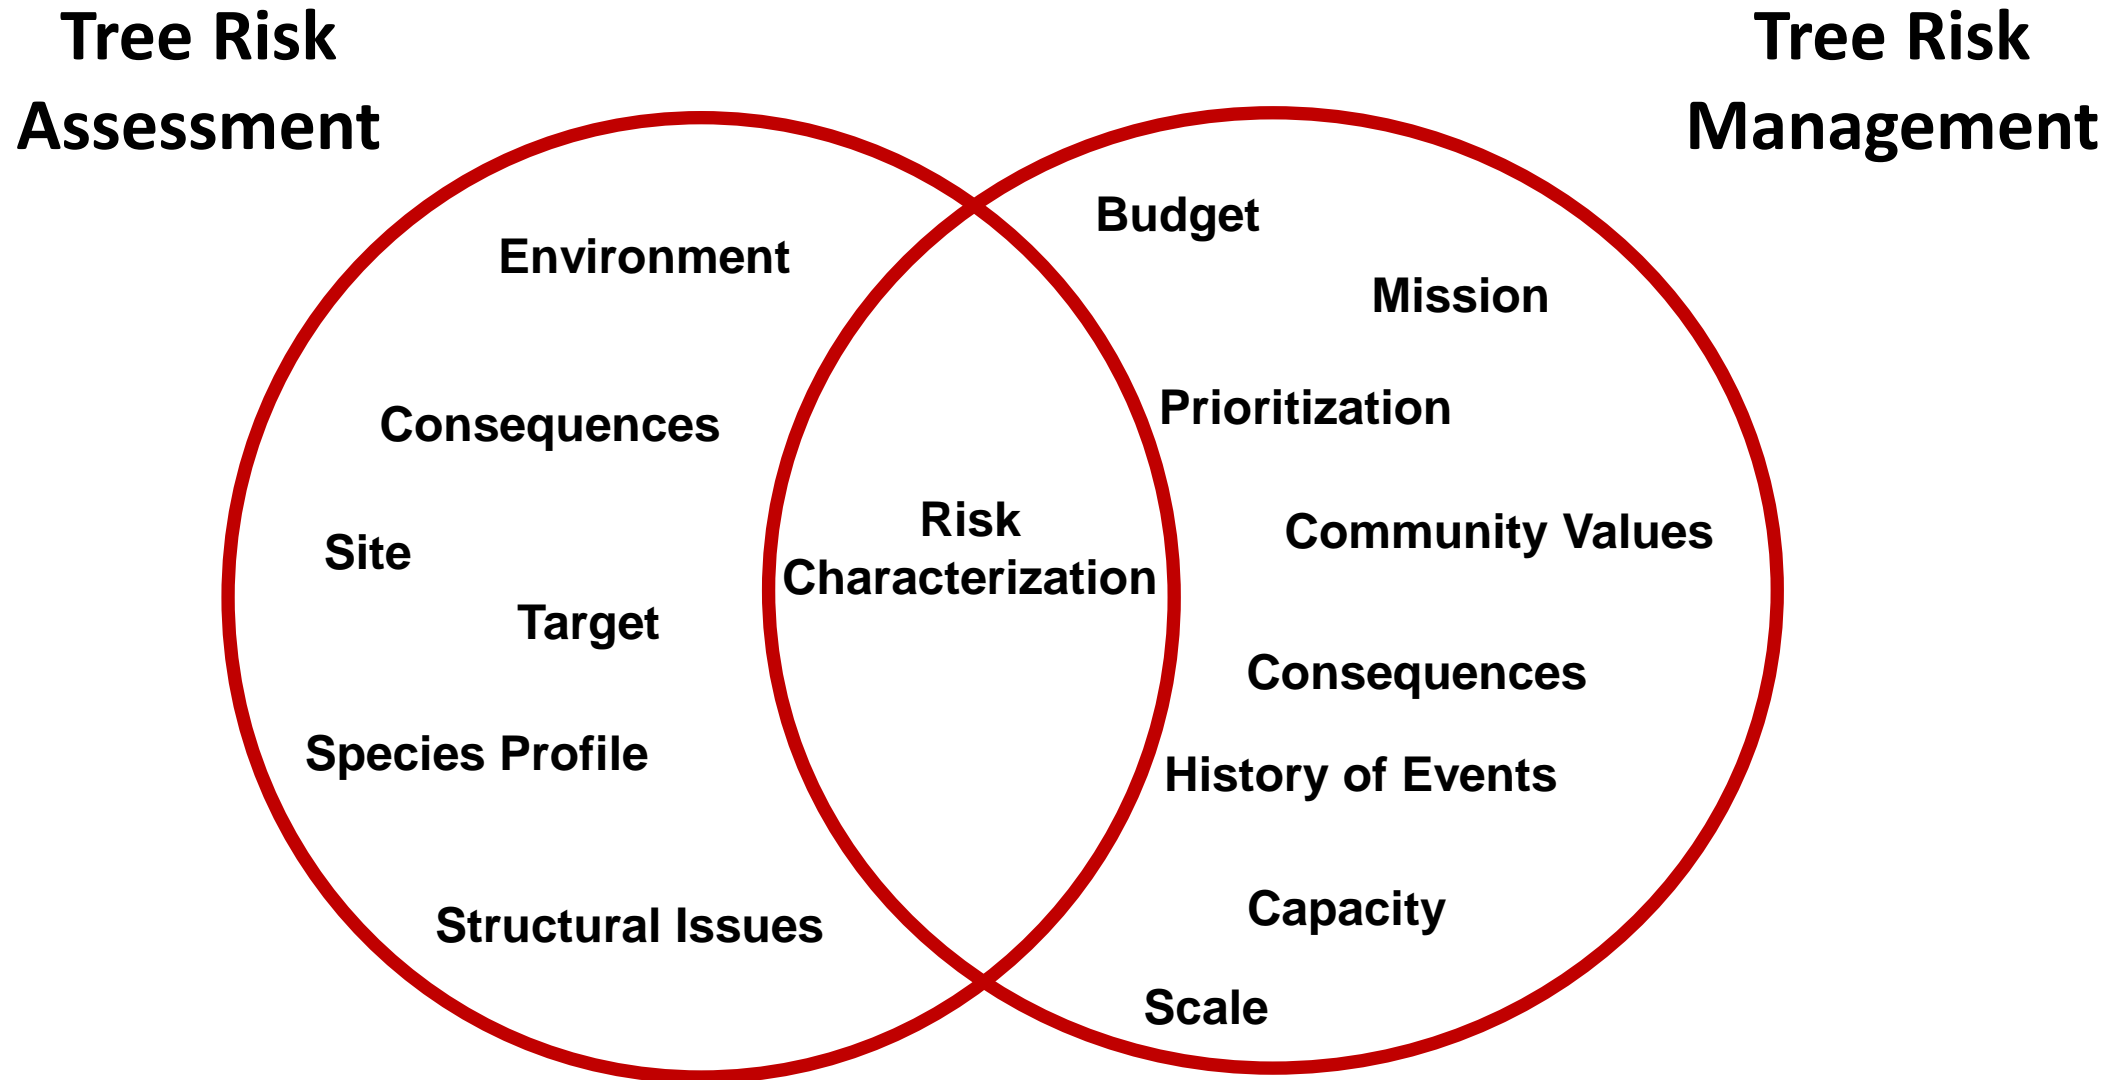 Tree Risk
Assessment
Tree Risk
Management
Environment
Consequences
Site
Target
Species Profile
Structural Issues
Risk
Characterization
Budget
Mission
Prioritization
Community Values
Consequences
History of Events
Capacity
Scale